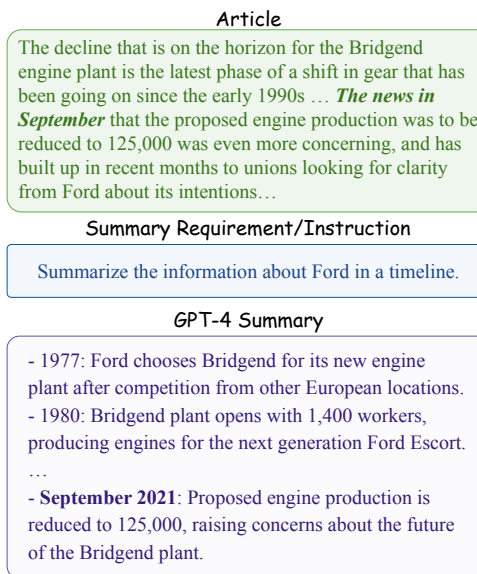 Article
The decline that is on the horizon for the Bridgend
engine plant is the latest phase of a shift in gear that has
been going on since the early 1990s … The news in
September that the proposed engine production was to be
reduced to 125,000 was even more concerning, and has
built up in recent months to unions looking for clarity
from Ford about its intentions…
Summary Requirement/Instruction
Summarize the information about Ford in a timeline.
GPT-4 Summary
- 1977: Ford chooses Bridgend for its new engine
plant after competition from other European locations.
- 1980: Bridgend plant opens with 1,400 workers,
producing engines for the next generation Ford Escort.
…
- September 2021: Proposed engine production is
reduced to 125,000, raising concerns about the future
of the Bridgend plant.